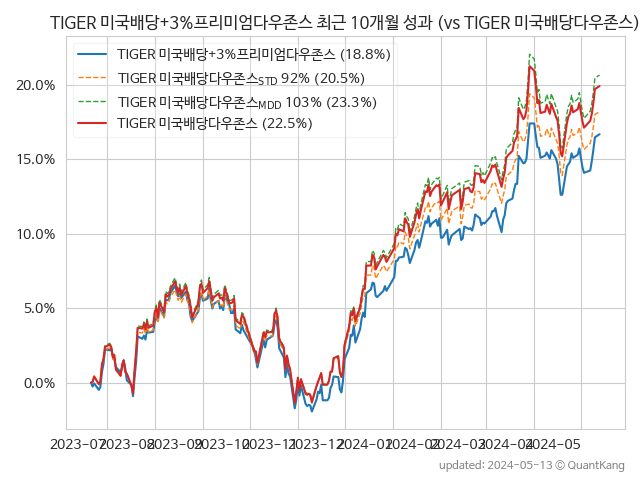 TIGER 미국배당+3%프리미엄다우존스 최근 10개월 성과 (vs TIGER 미국배당다우존스)
TIGER 미국배당+3%프리미엄다우존스 (18.8%)
TIGER 미국배당다우존스STD 92% (20.5%)
TIGER 미국배당다우존스MDD 103% (23.3%)
TIGER 미국배당다우존스 (22.5%)
20.0%
15.0%
10.0%
5.0%
0.0%
2023-07 2023-08 2023-09 2023-10 2023-11 2023-12 2024-01 2024-02 2024-03 2024-04 2024-05
updated: 2024-05-13 © QuantKang